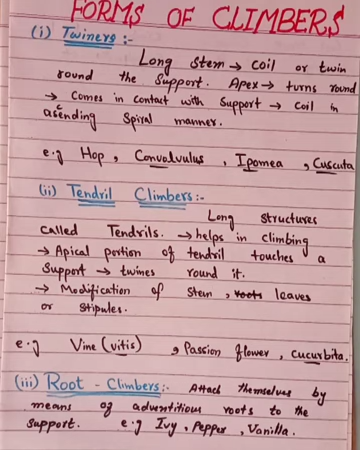 FORMS OF CLIMBERS
(i) Twiners :-
Long stem → coil or twin
round the Support. Apex → turns round
→ Comes in contact with Support → Coil in
ascending Spiral manner.
e.g Hop, Convolvulus, Ipomea, Cuscuta
(ii) Tendril Climbers:-
Long structures
called Tendrils. → helps in climbing
→ Apical portion of tendril touches a
Support → twines round it.
→ Modification of Stem, roots leaves
or Stipules.
e.g Vine (vitis), Passion flower, cucurbita.
(iii) Root - Climbers:- Attach themselves by
means of adventitious roots to the
Support. e.g Ivy, Pepper, Vanilla.